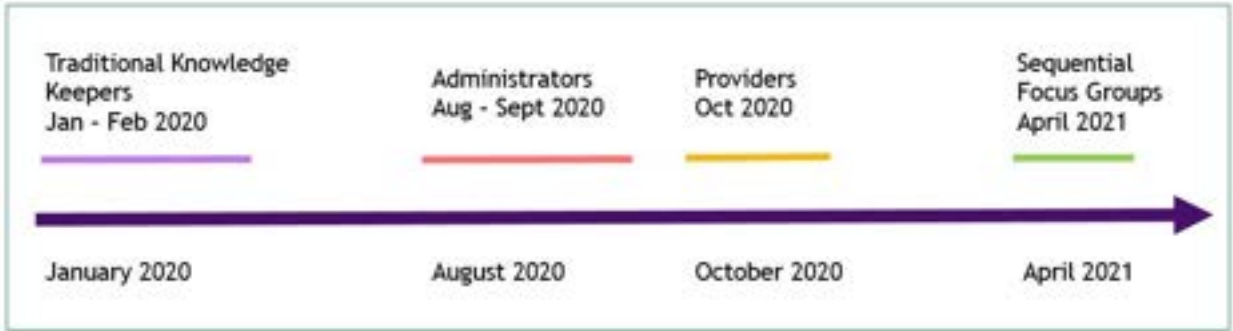 Traditional Knowledge
Keepers
Jan - Feb 2020
Administrators
Aug - Sept 2020
Providers
Oct 2020
Sequential
Focus Groups
April 2021
January 2020
August 2020
October 2020
April 2021